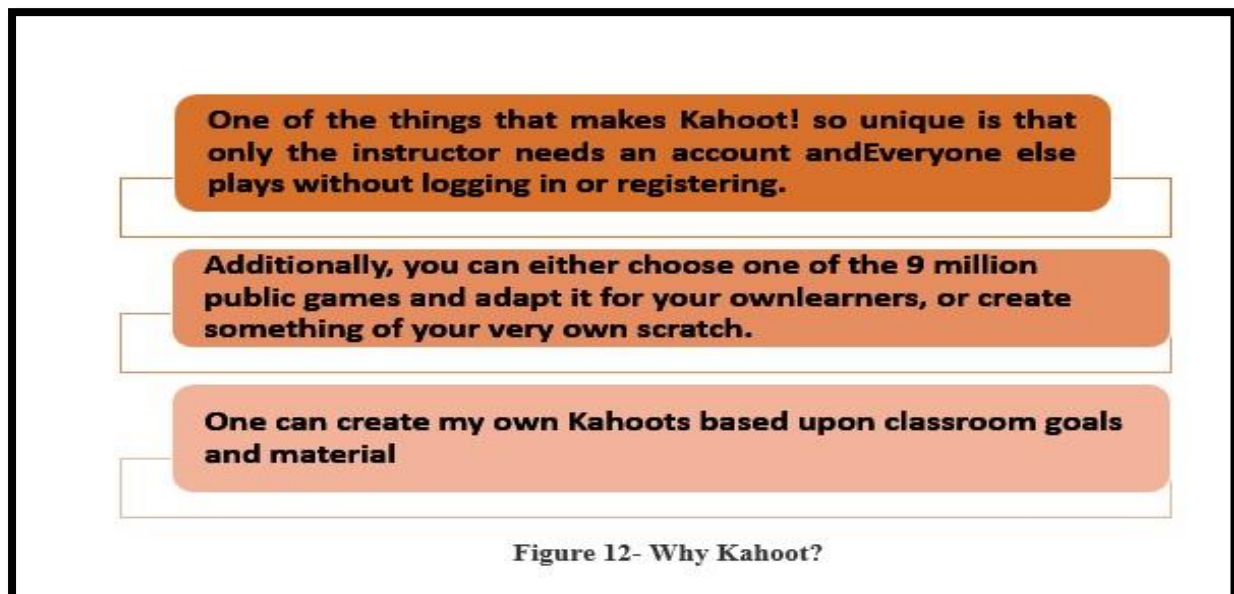 One of the things that makes Kahoot! so unique is that
only the instructor needs an account andEveryone else
plays without logging in or registering.
Additionally, you can either choose one of the 9 million
public games and adapt it for your ownlearners, or create
something of your very own scratch.
One can create my own Kahoots based upon classroom goals
and material
Figure 12- Why Kahoot?